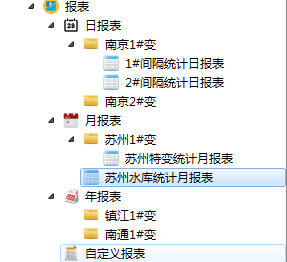 报表
日报表
南京1#变
1#间隔统计日报表
2#间隔统计日报表
南京2#变
月报表
苏州1#变
苏州特变统计月报表
苏州水库统计月报表
年报表
镇江1#变
南通1#变
自定义报表